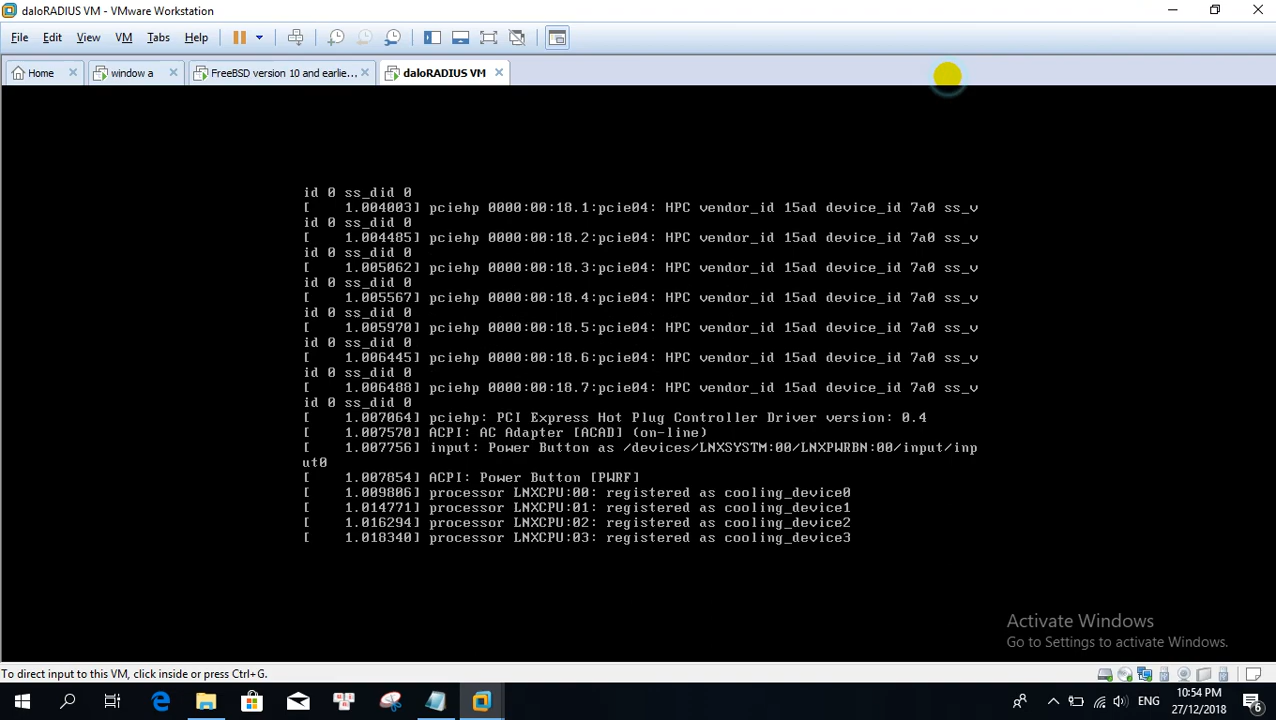 daloRADIUS VM - VMware Workstation
File Edit View VM Tabs Help
Home window a FreeBSD version 10 and earlie... daloRADIUS VM
id 0 ss_did 0
[    1.004003] pciehp 0000:00:18.1:pcie04: HPC vendor_id 15ad device_id 7a0 ss_v
id 0 ss_did 0
[    1.004485] pciehp 0000:00:18.2:pcie04: HPC vendor_id 15ad device_id 7a0 ss_v
id 0 ss_did 0
[    1.005062] pciehp 0000:00:18.3:pcie04: HPC vendor_id 15ad device_id 7a0 ss_v
id 0 ss_did 0
[    1.005567] pciehp 0000:00:18.4:pcie04: HPC vendor_id 15ad device_id 7a0 ss_v
id 0 ss_did 0
[    1.005970] pciehp 0000:00:18.5:pcie04: HPC vendor_id 15ad device_id 7a0 ss_v
id 0 ss_did 0
[    1.006445] pciehp 0000:00:18.6:pcie04: HPC vendor_id 15ad device_id 7a0 ss_v
id 0 ss_did 0
[    1.006488] pciehp 0000:00:18.7:pcie04: HPC vendor_id 15ad device_id 7a0 ss_v
id 0 ss_did 0
[    1.007064] pciehp: PCI Express Hot Plug Controller Driver version: 0.4
[    1.007570] ACPI: AC Adapter [ACAD] (on-line)
[    1.007756] input: Power Button as /devices/LNXSYSTM:00/LNXPWRBN:00/input/inp
ut0
[    1.007854] ACPI: Power Button [PWRF]
[    1.009806] processor LNXCPU:00: registered as cooling_device0
[    1.014771] processor LNXCPU:01: registered as cooling_device1
[    1.016294] processor LNXCPU:02: registered as cooling_device2
[    1.018340] processor LNXCPU:03: registered as cooling_device3
Activate Windows
Go to Settings to activate Windows.
To direct input to this VM, click inside or press Ctrl+G.
ENG
10:54 PM
27/12/2018
6